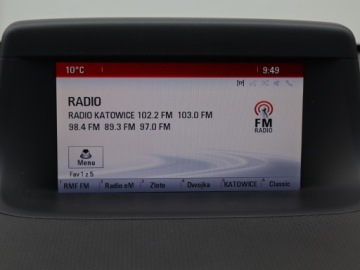 10°C 9:49
RADIO
RADIO KATOWICE 102.2 FM 103.0 FM
98.4 FM 89.3 FM 97.0 FM
FM
RADIO
Menu
Fav 1 z 5
RMF FM Radio eM Złote Dwojka KATOWICE Classic